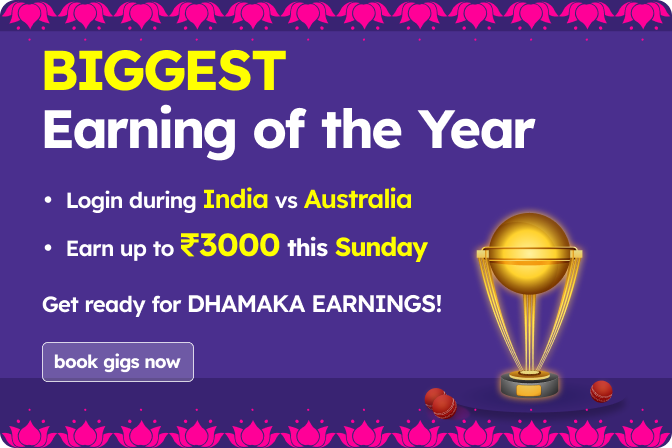 BIGGEST
Earning of the Year
• Login during India vs Australia
• Earn up to ₹3000 this Sunday
Get ready for DHAMAKA EARNINGS!
book gigs now